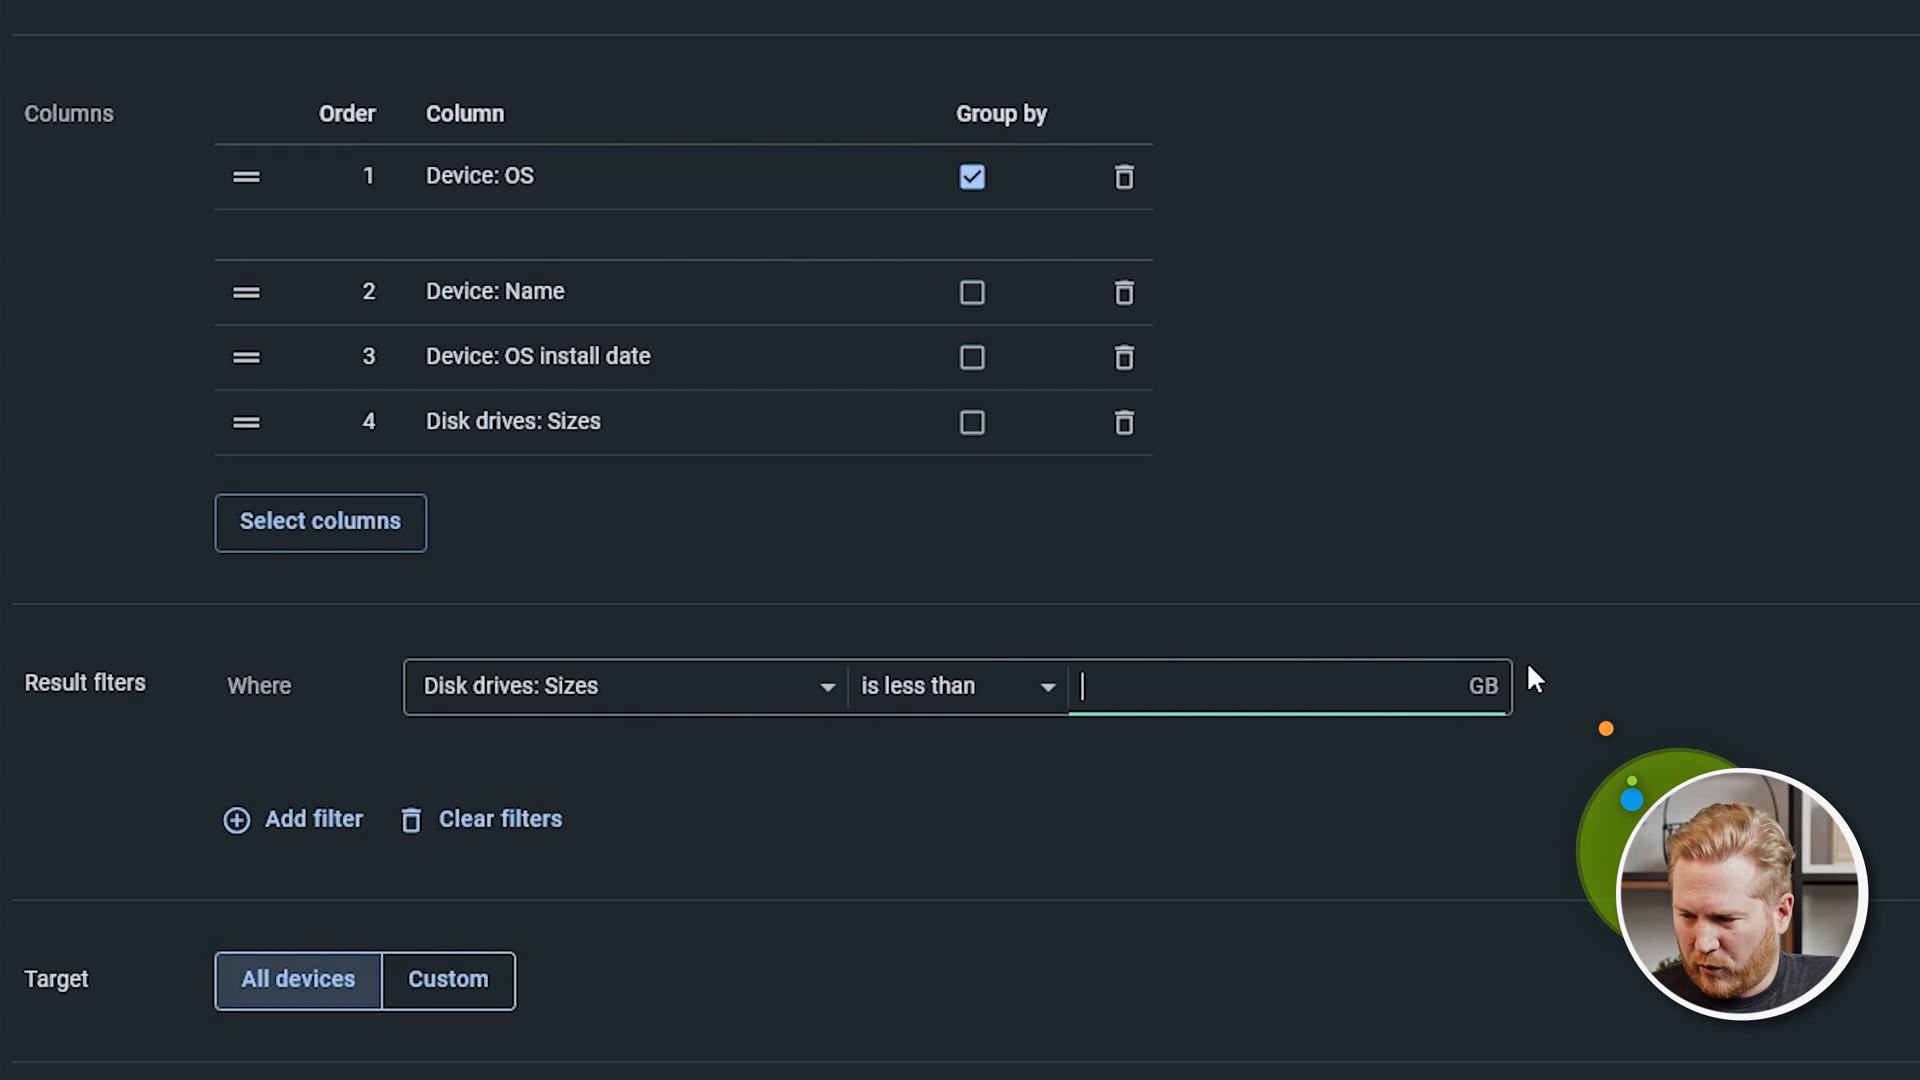 Columns Order Column Group by
1 Device: OS
2 Device: Name
3 Device: OS install date
4 Disk drives: Sizes
Select columns
Result flters Where Disk drives: Sizes is less than GB
Add filter Clear filters
Target All devices Custom